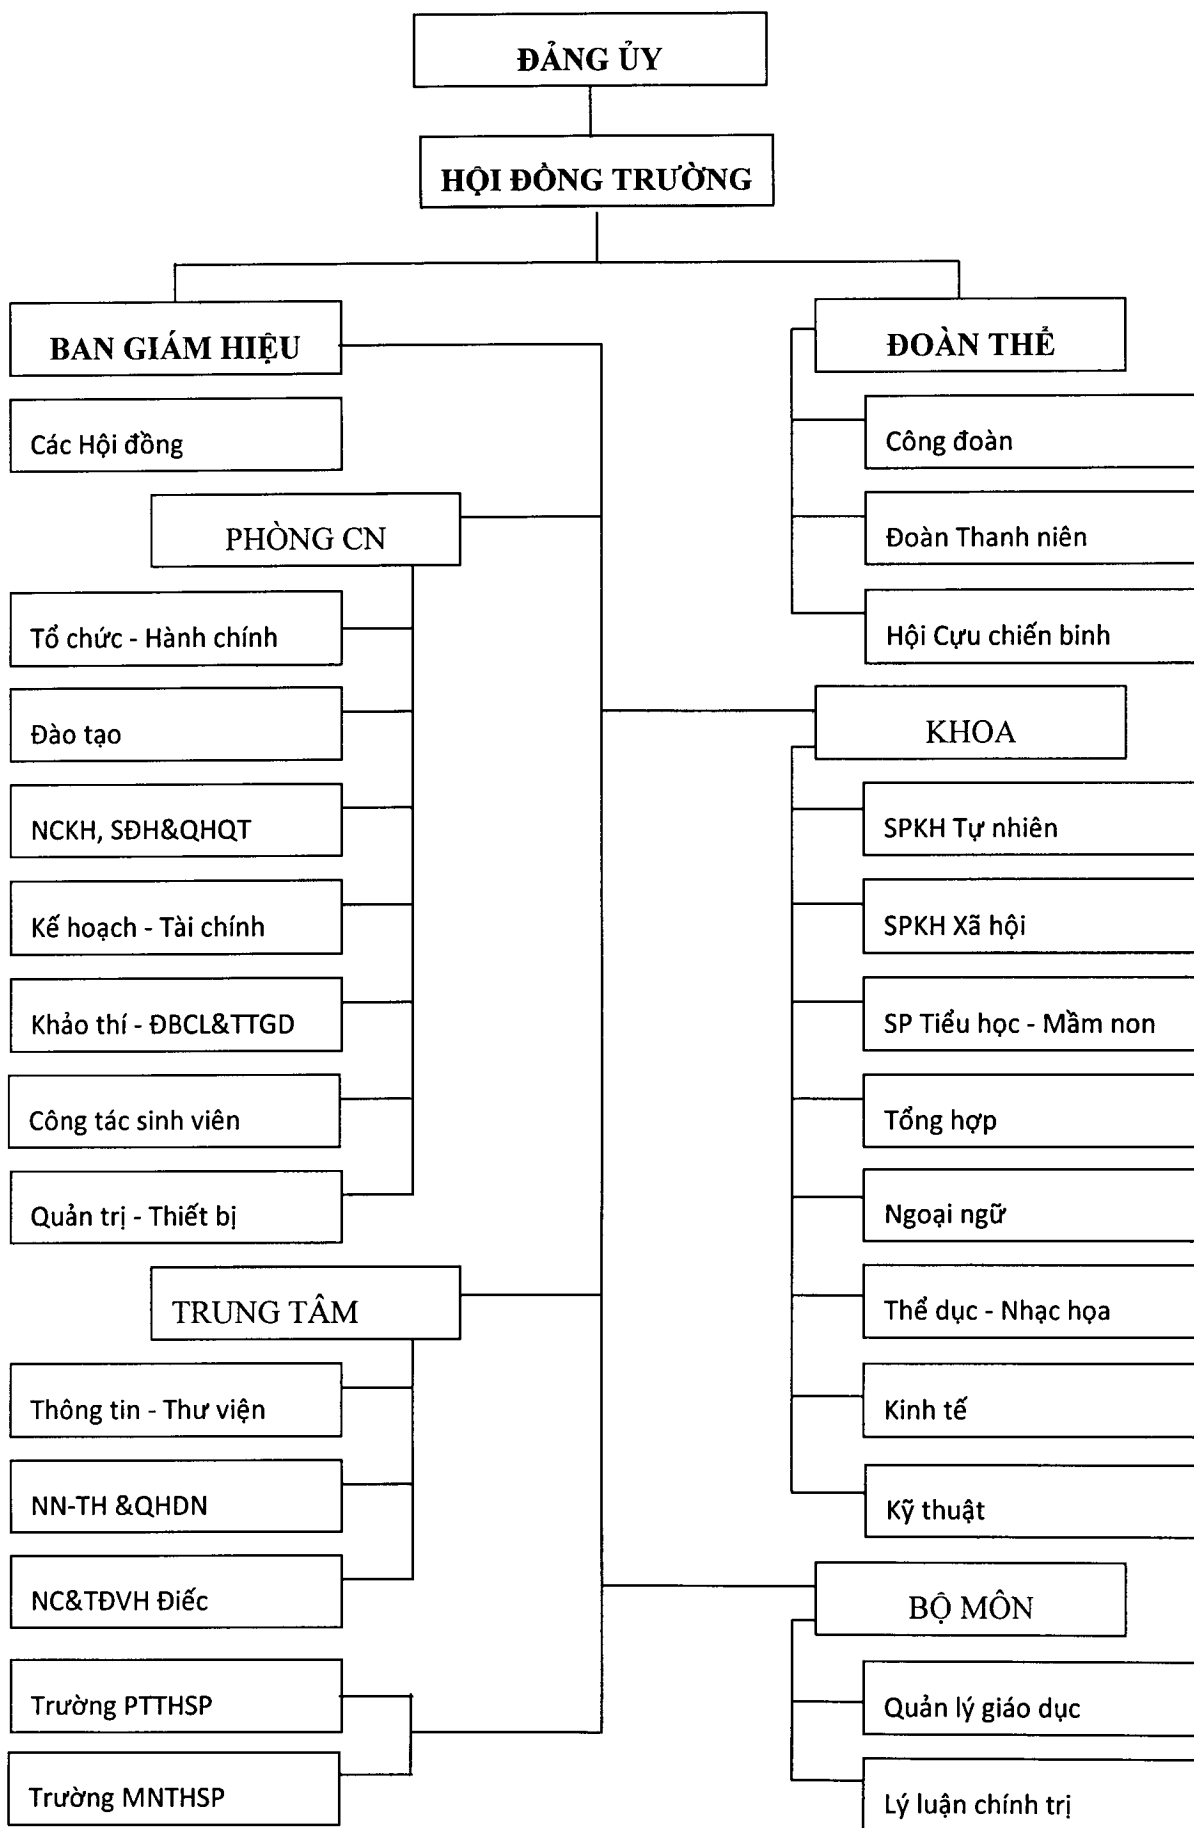 ĐẢNG ỦY
HỘI ĐỒNG TRƯỜNG
BAN GIÁM HIỆU
Các Hội đồng
PHÒNG CN
Tổ chức - Hành chính
Đào tạo
NCKH, SĐH&QHQT
Kế hoạch - Tài chính
Khảo thí - ĐBCL&TTGD
Công tác sinh viên
Quản trị - Thiết bị
TRUNG TÂM
Thông tin - Thư viện
NN-TH &QHDN
NC&TĐVH Điếc
Trường PTTHSP
Trường MNTHSP
ĐOÀN THỂ
Công đoàn
Đoàn Thanh niên
Hội Cựu chiến binh
KHOA
SPKH Tự nhiên
SPKH Xã hội
SP Tiểu học - Mầm non
Tổng hợp
Ngoại ngữ
Thể dục - Nhạc họa
Kinh tế
Kỹ thuật
BỘ MÔN
Quản lý giáo dục
Lý luận chính trị